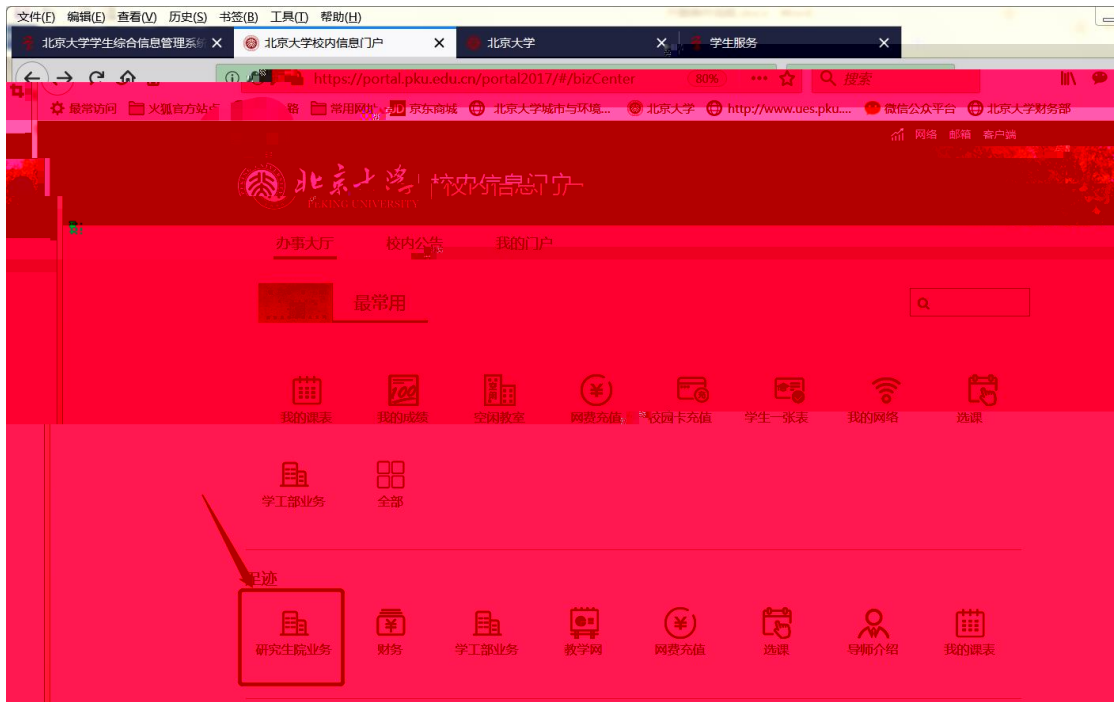 文件(F) 编辑(E) 查看(V) 历史(S) 书签(B) 工具(T) 帮助(H)
北京大学学生综合信息管理系统 北京大学校内信息门户 北京大学 学生服务
https://portal.pku.edu.cn/portal2017/#/bizCenter 80% 搜索
最常访问 火狐官方站点 常用网址 JD 京东商城 北京大学城市与环境... 北京大学 http://www.ues.pku.... 微信公众平台 北京大学财务部
网络 邮箱 客户端
北京大学 校内信息门户
PEKING UNIVERSITY
办事大厅 校内公告 我的门户
最常用
100
我的课表 我的成绩 空闲教室 网费充值 校园卡充值 学生一张表 我的网络 选课
学工部业务 全部
足迹
研究生院业务 财务 学工部业务 教学网 网费充值 选课 导师介绍 我的课表